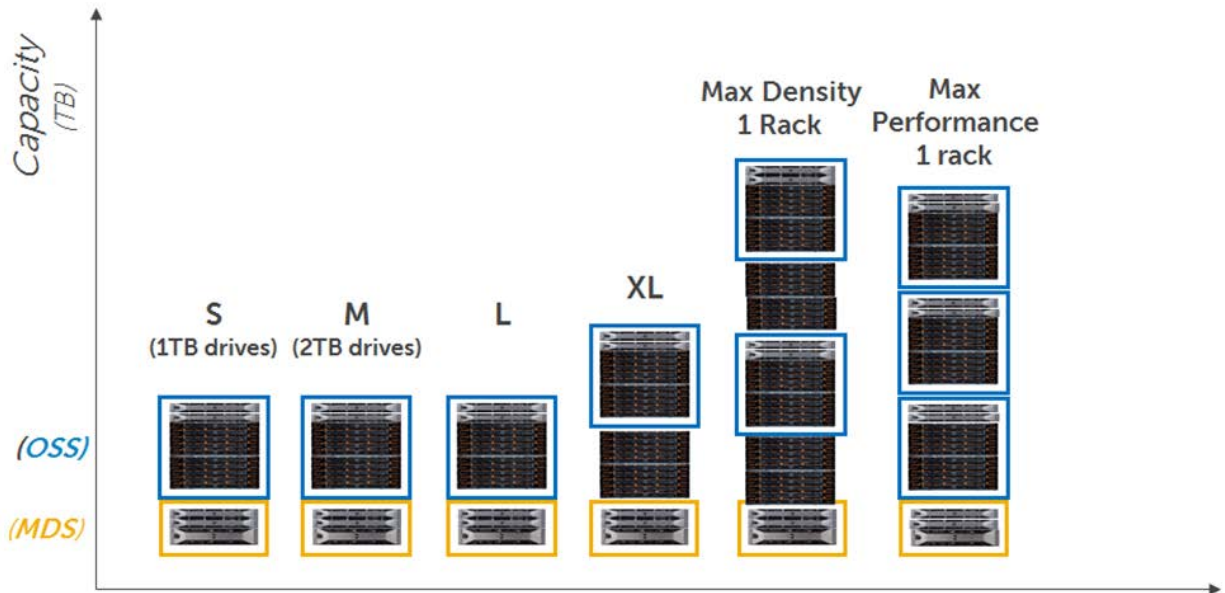 Capacity
(TB)
Max Density
1 Rack
Max
Performance
1 rack
XL
S
(1TB drives)
M
(2TB drives)
L
(OSS)
(MDS)